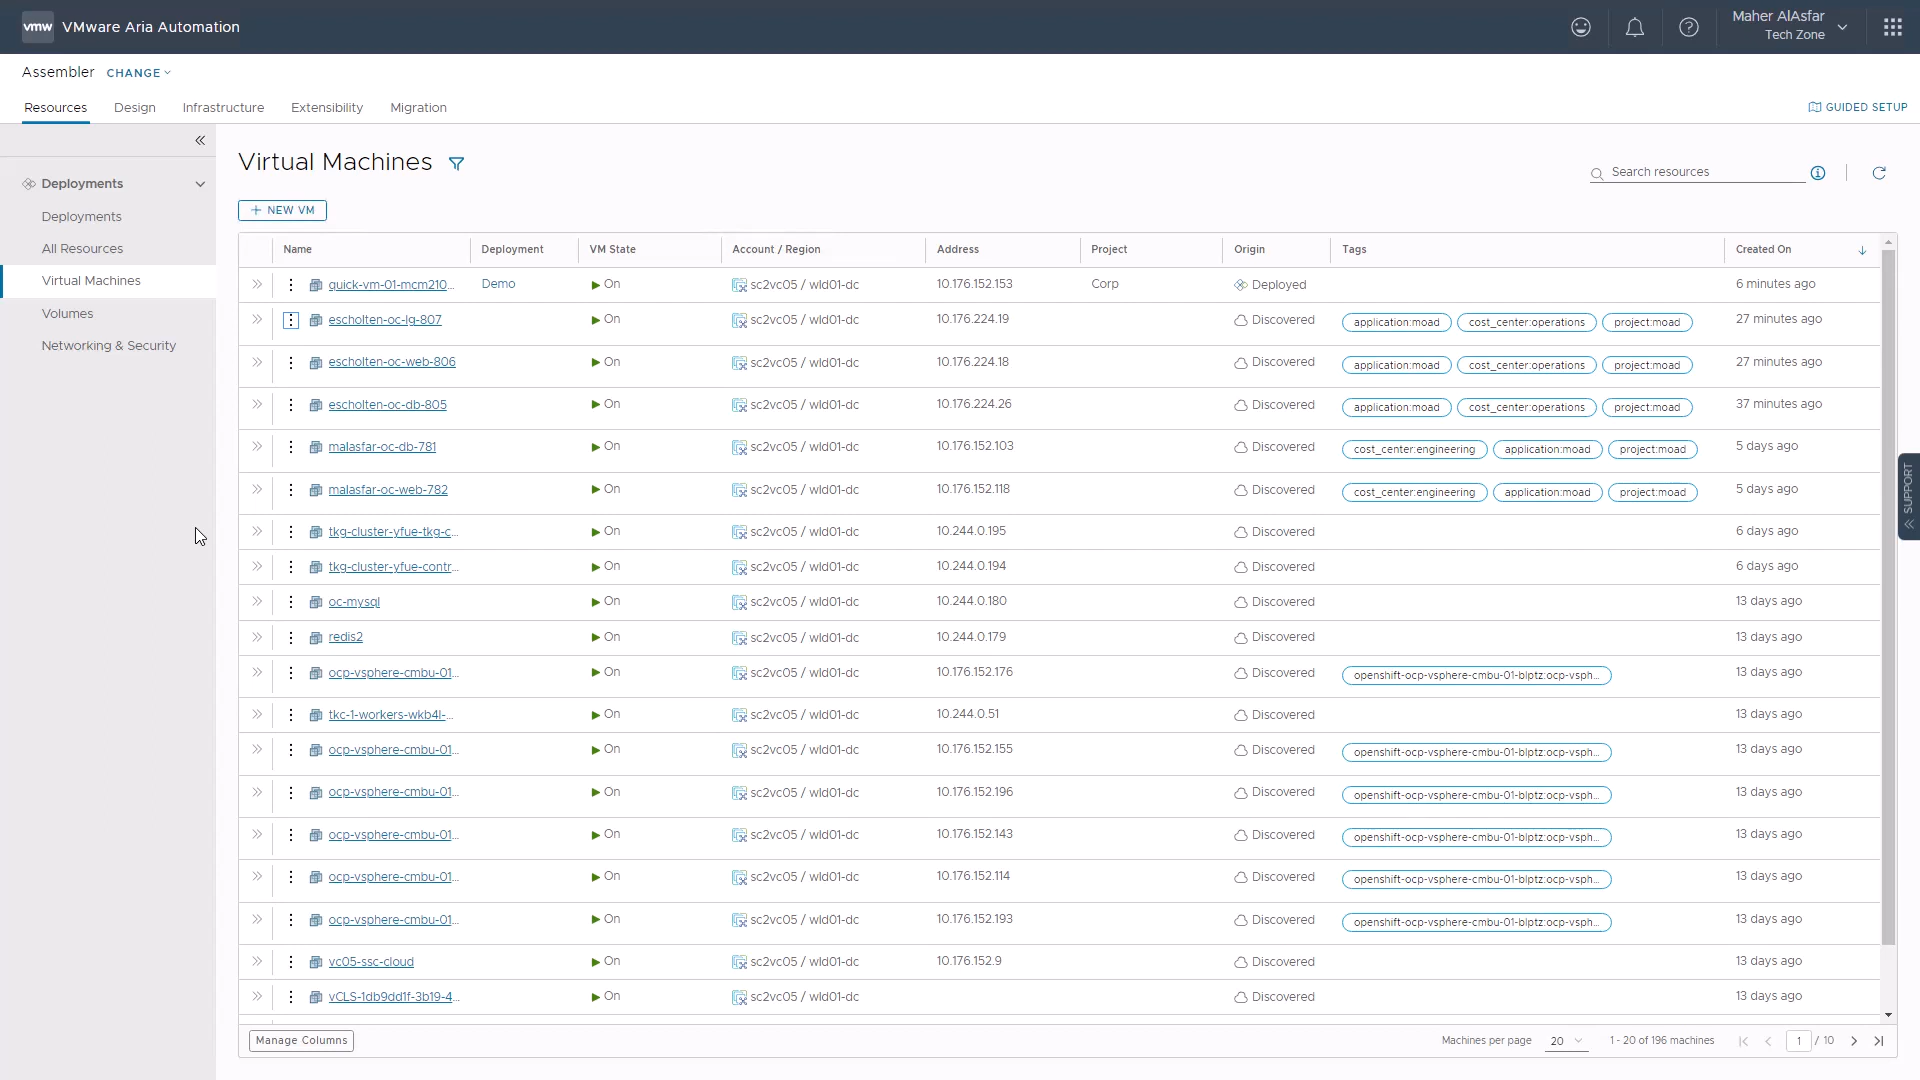 vmw VMware Aria Automation
Maher AlAsfar
Tech Zone
Assembler CHANGE
Resources Design Infrastructure Extensibility Migration
GUIDED SETUP
Deployments
Deployments
All Resources
Virtual Machines
Volumes
Networking & Security
Virtual Machines
Search resources
NEW VM
Name Deployment VM State Account / Region Address Project Origin Tags Created On
quick-vm-01-mcm210... Demo On sc2vc05 / wld01-dc 10.176.152.153 Corp Deployed 6 minutes ago
escholten-oc-lg-807 On sc2vc05 / wld01-dc 10.176.224.19 Discovered application:moad cost_center:operations project:moad 27 minutes ago
escholten-oc-web-806 On sc2vc05 / wld01-dc 10.176.224.18 Discovered application:moad cost_center:operations project:moad 27 minutes ago
escholten-oc-db-805 On sc2vc05 / wld01-dc 10.176.224.26 Discovered application:moad cost_center:operations project:moad 37 minutes ago
malasfar-oc-db-781 On sc2vc05 / wld01-dc 10.176.152.103 Discovered cost_center:engineering application:moad project:moad 5 days ago
malasfar-oc-web-782 On sc2vc05 / wld01-dc 10.176.152.118 Discovered cost_center:engineering application:moad project:moad 5 days ago
tkg-cluster-yfue-tkg-c... On sc2vc05 / wld01-dc 10.244.0.195 Discovered 6 days ago
tkg-cluster-yfue-contr... On sc2vc05 / wld01-dc 10.244.0.194 Discovered 6 days ago
oc-mysql On sc2vc05 / wld01-dc 10.244.0.180 Discovered 13 days ago
redis2 On sc2vc05 / wld01-dc 10.244.0.179 Discovered 13 days ago
ocp-vsphere-cmbu-01... On sc2vc05 / wld01-dc 10.176.152.176 Discovered openshift-ocp-vsphere-cmbu-01-blptz:ocp-vsph... 13 days ago
tkc-1-workers-wkb4l-... On sc2vc05 / wld01-dc 10.244.0.51 Discovered 13 days ago
ocp-vsphere-cmbu-01... On sc2vc05 / wld01-dc 10.176.152.155 Discovered openshift-ocp-vsphere-cmbu-01-blptz:ocp-vsph... 13 days ago
ocp-vsphere-cmbu-01... On sc2vc05 / wld01-dc 10.176.152.196 Discovered openshift-ocp-vsphere-cmbu-01-blptz:ocp-vsph... 13 days ago
ocp-vsphere-cmbu-01... On sc2vc05 / wld01-dc 10.176.152.143 Discovered openshift-ocp-vsphere-cmbu-01-blptz:ocp-vsph... 13 days ago
ocp-vsphere-cmbu-01... On sc2vc05 / wld01-dc 10.176.152.114 Discovered openshift-ocp-vsphere-cmbu-01-blptz:ocp-vsph... 13 days ago
ocp-vsphere-cmbu-01... On sc2vc05 / wld01-dc 10.176.152.193 Discovered openshift-ocp-vsphere-cmbu-01-blptz:ocp-vsph... 13 days ago
vc05-ssc-cloud On sc2vc05 / wld01-dc 10.176.152.9 Discovered 13 days ago
vCLS-1db9dd1f-3b19-4... On sc2vc05 / wld01-dc Discovered 13 days ago
Manage Columns
Machines per page 20 1 - 20 of 196 machines 1 / 10
SUPPORT